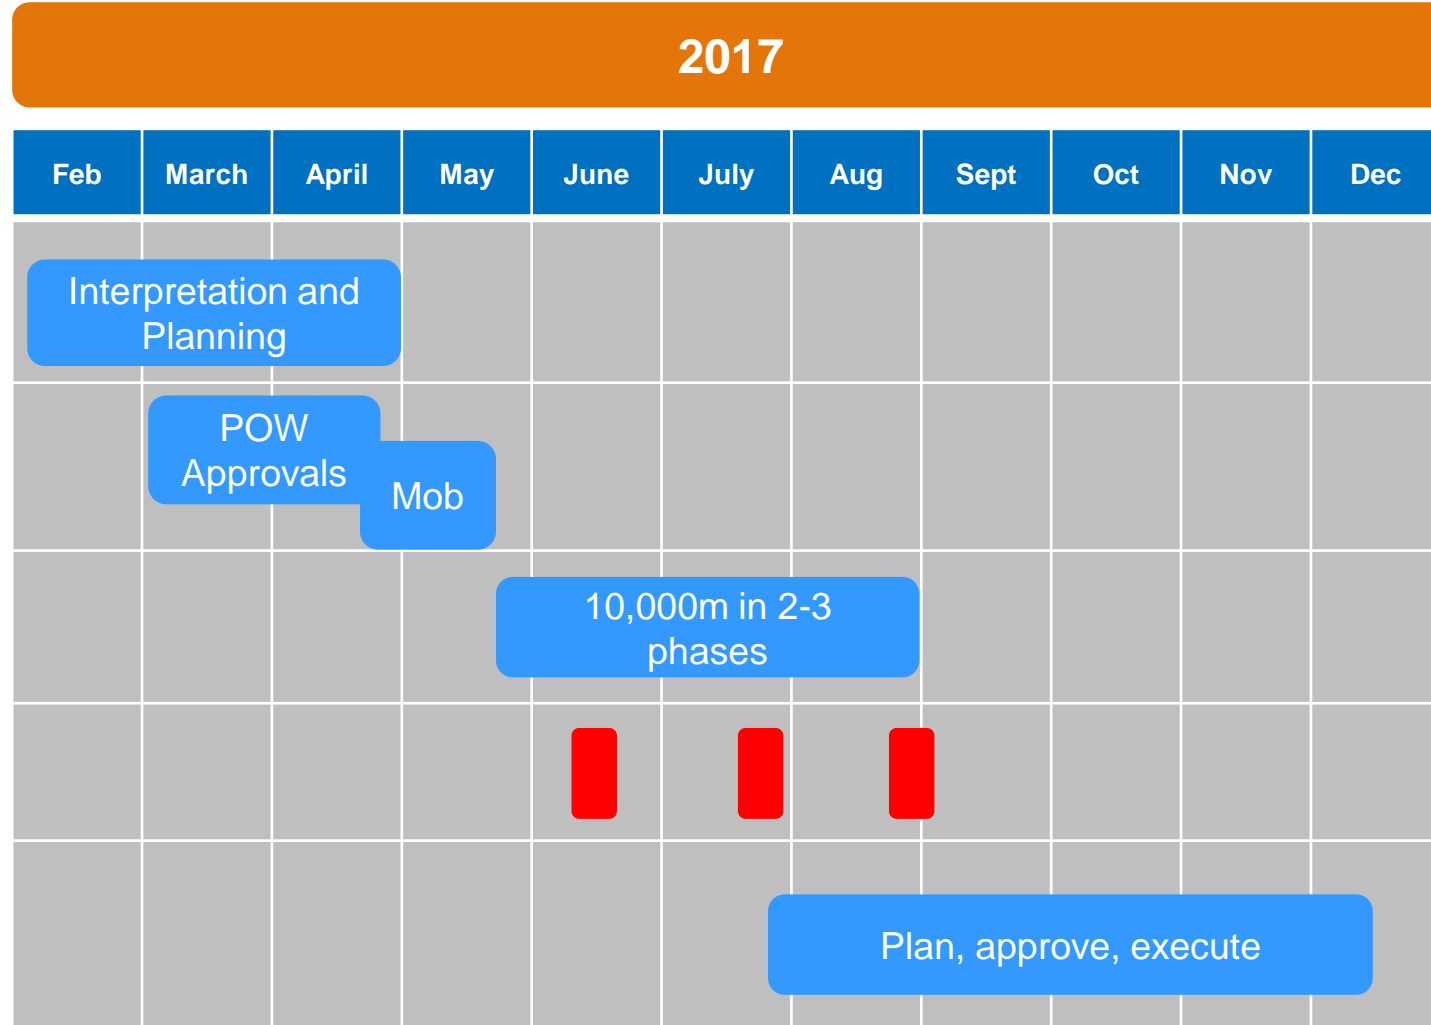 2017
Feb March April May June July Aug Sept Oct Nov Dec
Interpretation and
Planning
POW
Approvals
Mob
10,000m in 2-3
phases
Plan, approve, execute